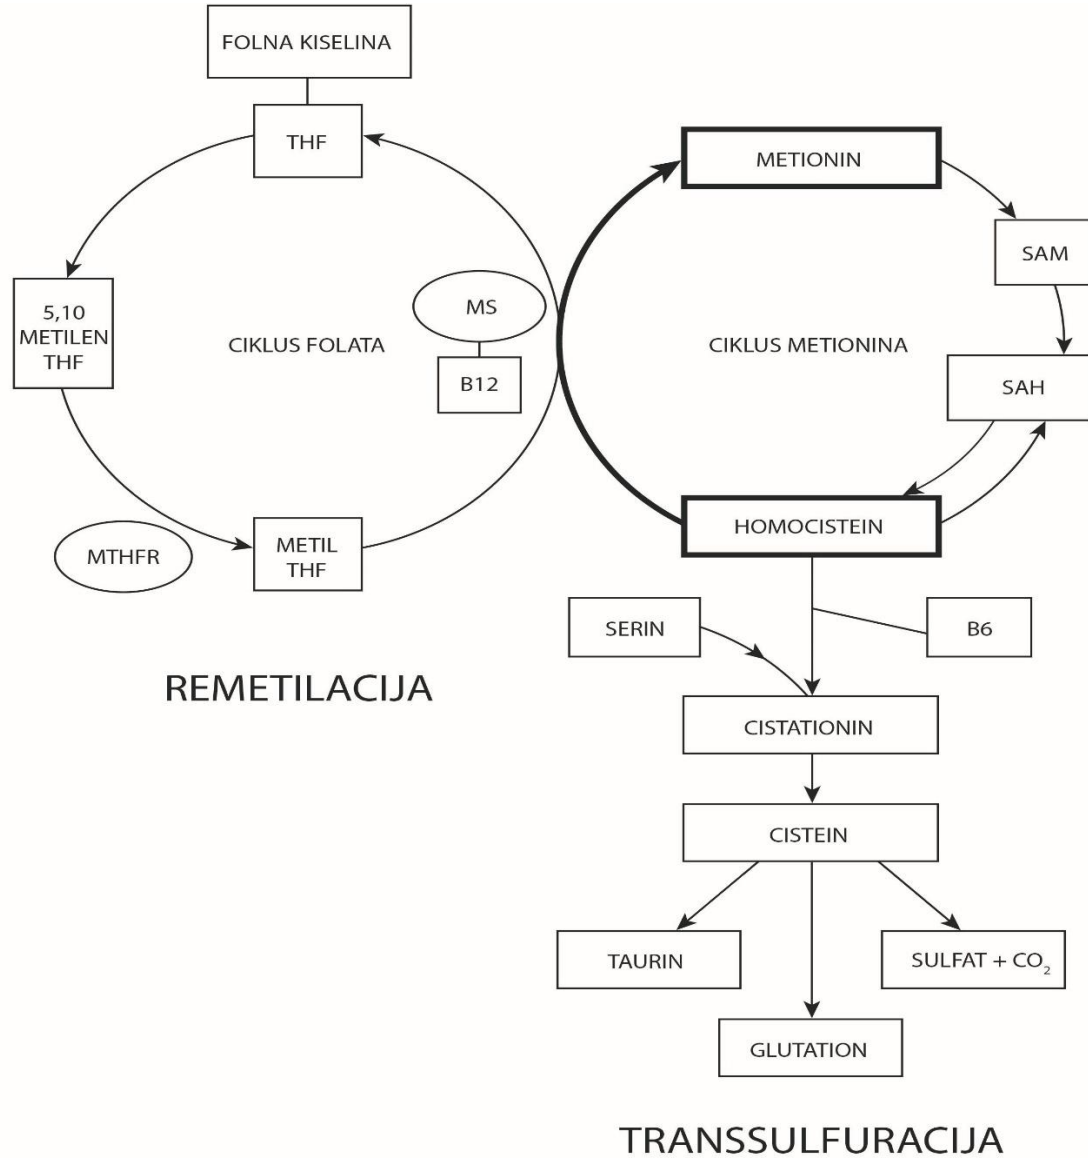 FOLNA KISELINA
THF
METIONIN
SAM
5,10
METILEN
THF
MS
CIKLUS FOLATA
CIKLUS METIONINA
B12
SAH
HOMOCISTEIN
METIL
THF
MTHFR
SERIN
B6
REMETILACIJA
CISTATIONIN
CISTEIN
TAURIN
SULFAT + CO₂
GLUTATION
TRANSSULFURACIJA